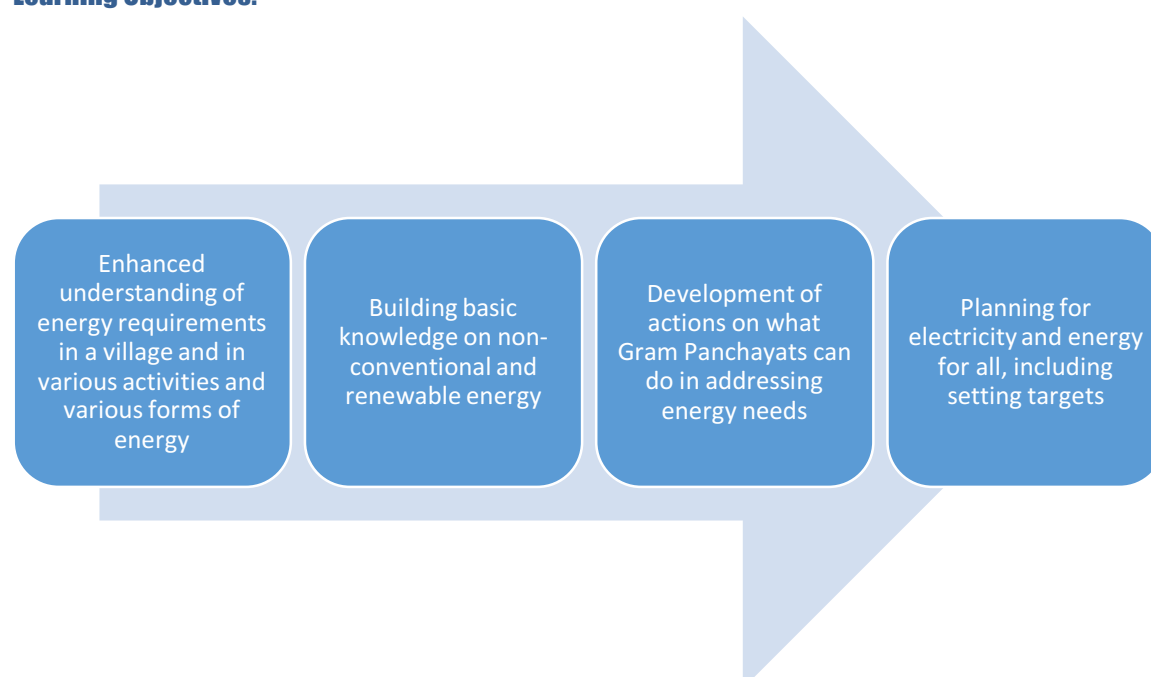 Learning Objectives:
Enhanced
understanding of
energy requirements
in a village and in
various activities and
various forms of
energy
Building basic
knowledge on non-
conventional and
renewable energy
Development of
actions on what
Gram Panchayats can
do in addressing
energy needs
Planning for
electricity and energy
for all, including
setting targets